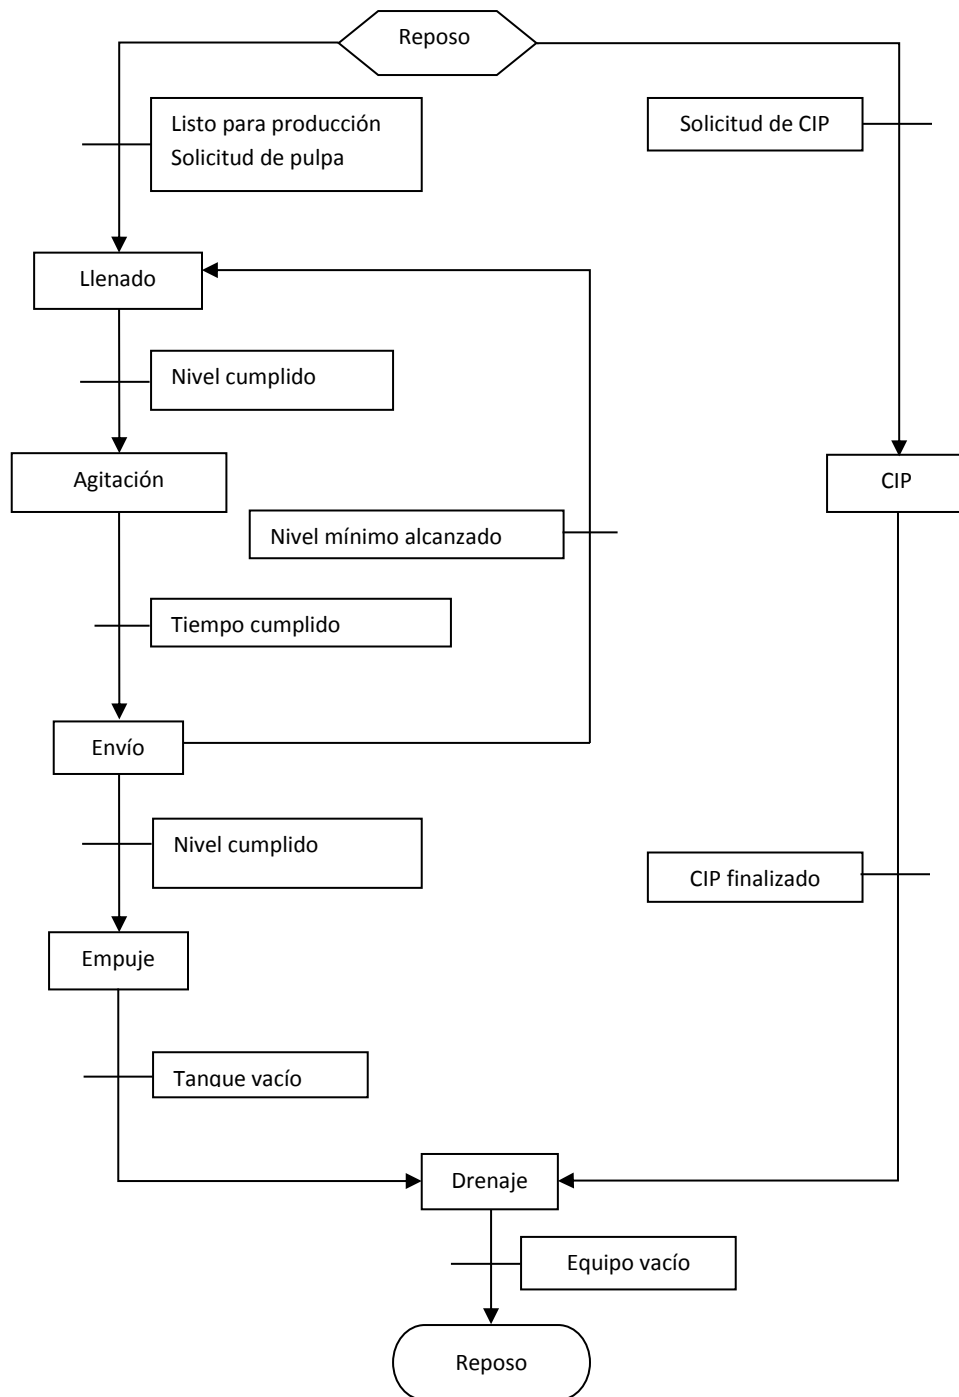 Reposo
Listo para producción
Solicitud de pulpa
Solicitud de CIP
Llenado
Nivel cumplido
Agitación
CIP
Nivel mínimo alcanzado
Tiempo cumplido
Envío
Nivel cumplido
CIP finalizado
Empuje
Tanque vacío
Drenaje
Equipo vacío
Reposo